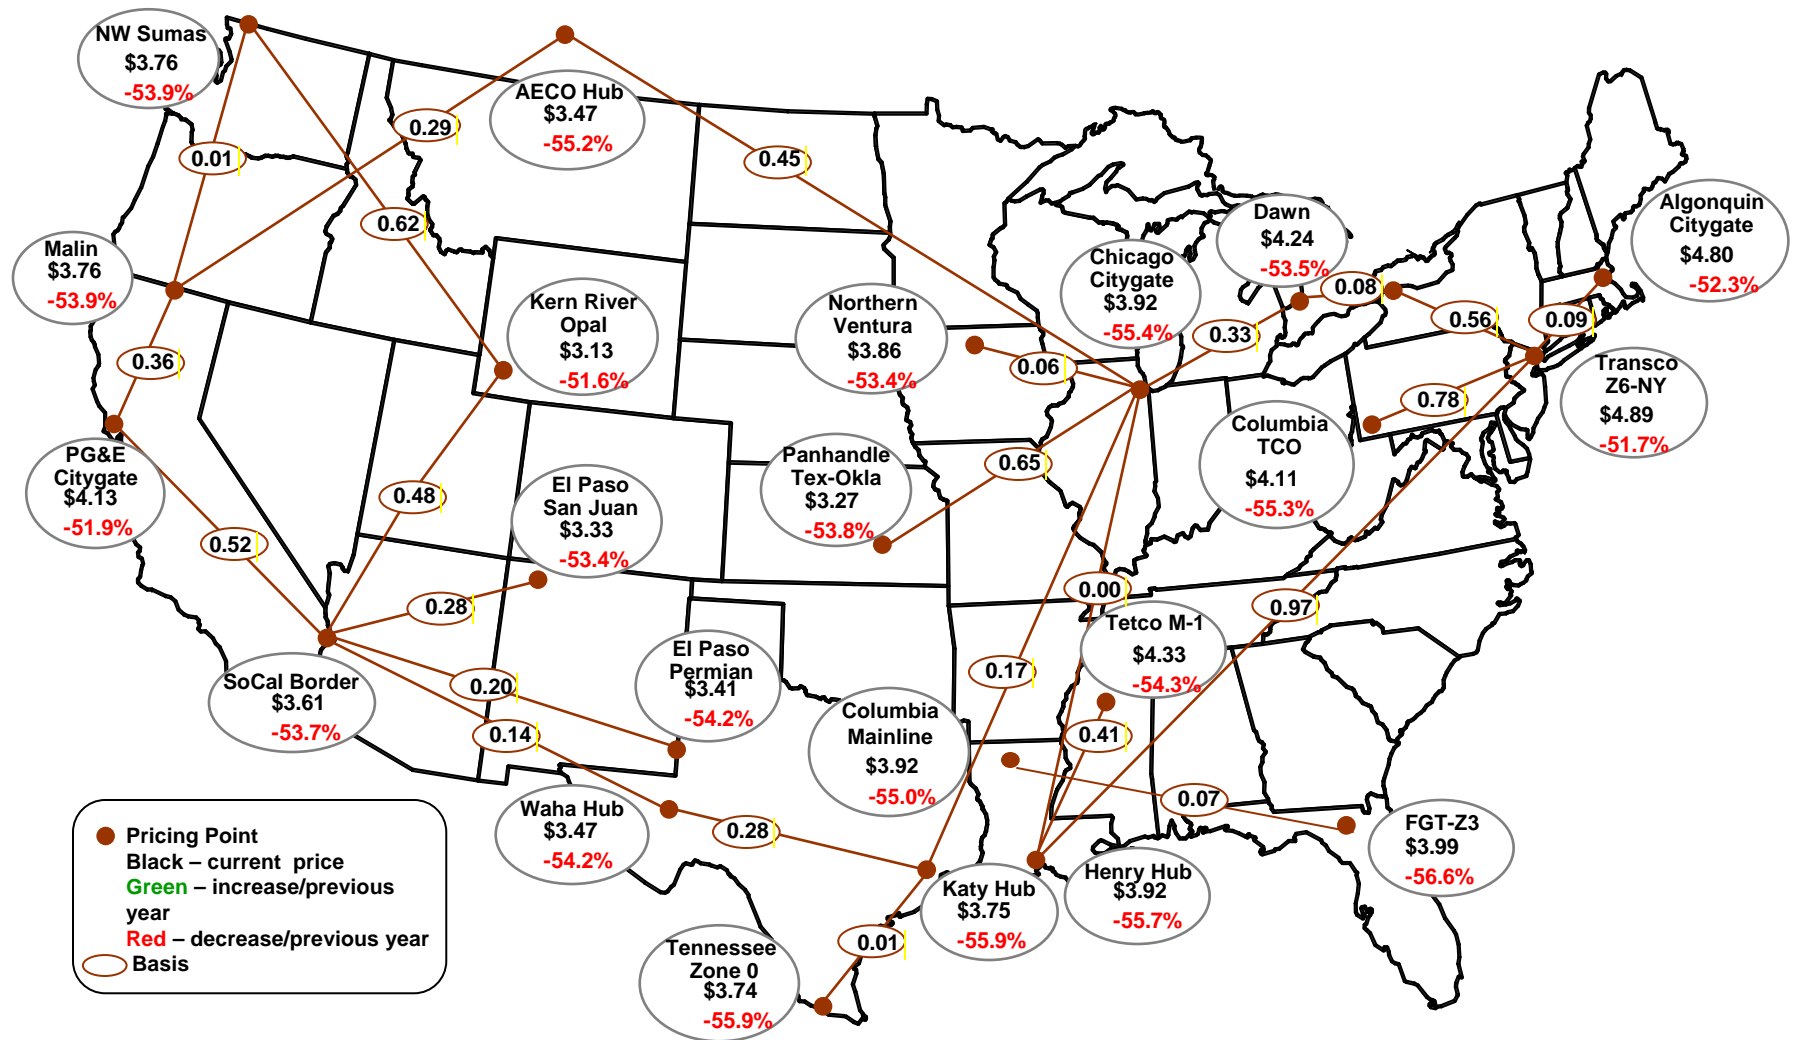 NW Sumas
$3.76
-53.9%
AECO Hub
$3.47
-55.2%
0.29
0.01
0.45
0.62
Malin
$3.76
-53.9%
Kern River
Opal
$3.13
-51.6%
Northern
Ventura
$3.86
-53.4%
Chicago
Citygate
$3.92
-55.4%
Dawn
$4.24
-53.5%
Algonquin
Citygate
$4.80
-52.3%
0.08
0.56
0.09
0.33
0.06
0.36
Transco
Z6-NY
$4.89
-51.7%
0.78
PG&E
Citygate
$4.13
-51.9%
0.48
0.52
El Paso
San Juan
$3.33
-53.4%
Panhandle
Tex-Okla
$3.27
-53.8%
0.65
Columbia
TCO
$4.11
-55.3%
0.28
0.00
0.97
Tetco M-1
$4.33
-54.3%
SoCal Border
$3.61
-53.7%
0.20
0.14
El Paso
Permian
$3.41
-54.2%
0.17
Columbia
Mainline
$3.92
-55.0%
0.41
0.07
Waha Hub
$3.47
-54.2%
0.28
FGT-Z3
$3.99
-56.6%
Katy Hub
$3.75
-55.9%
Henry Hub
$3.92
-55.7%
0.01
Tennessee
Zone 0
$3.74
-55.9%
Pricing Point
Black – current price
Green – increase/previous
year
Red – decrease/previous year
Basis